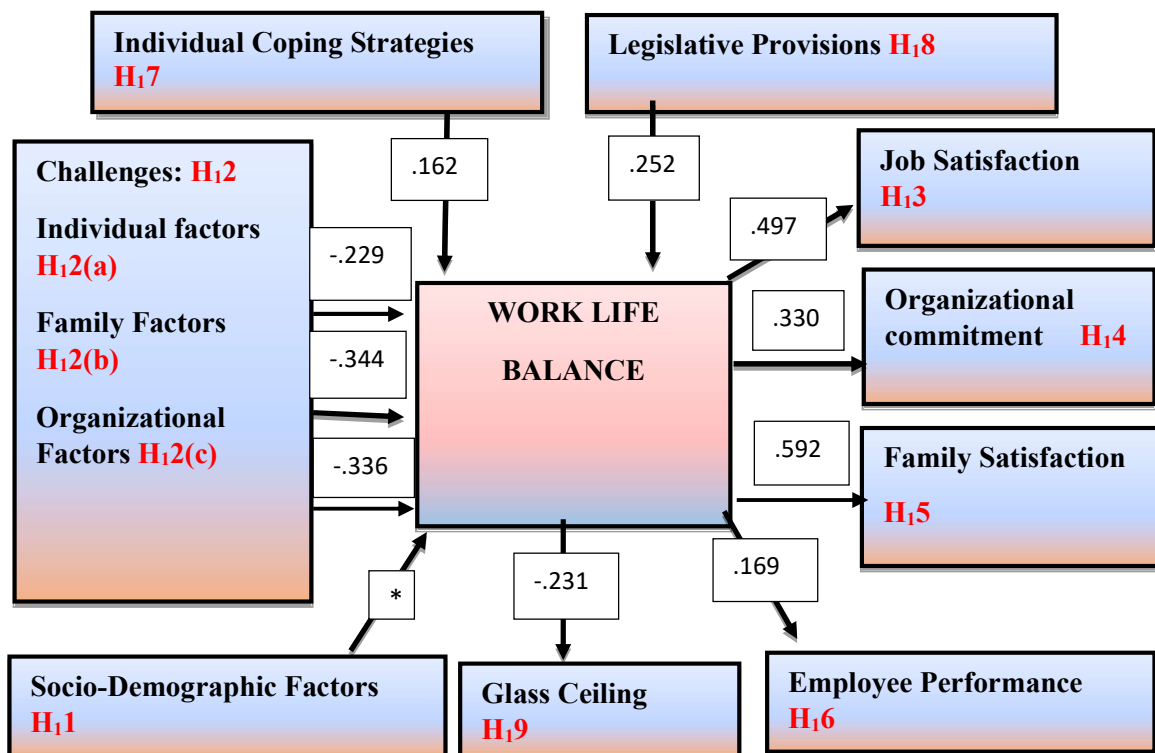 Individual Coping Strategies
H₁7
Legislative Provisions H₁8
.162
.252
Challenges: H₁2
Individual factors
H₁2(a)
Family Factors
H₁2(b)
Organizational
Factors H₁2(c)
-.229
-.344
-.336
WORK LIFE
BALANCE
.497
.330
.592
.169
Job Satisfaction
H₁3
Organizational
commitment H₁4
Family Satisfaction
H₁5
*
-.231
Socio-Demographic Factors
H₁1
Glass Ceiling
H₁9
Employee Performance
H₁6